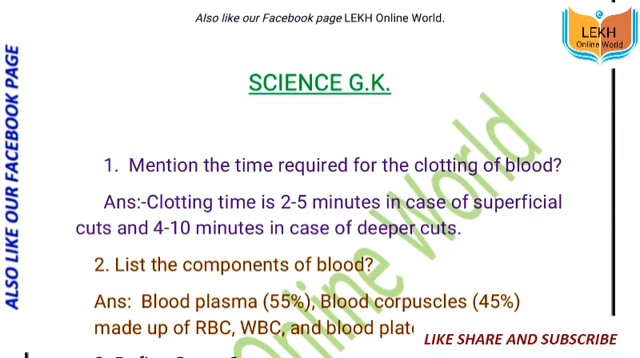 Also like our Facebook page LEKH Online World.
LEKH
Online World
ALSO LIKE OUR FACEBOOK PAGE
SCIENCE G.K.
1. Mention the time required for the clotting of blood?
Ans:-Clotting time is 2-5 minutes in case of superficial
cuts and 4-10 minutes in case of deeper cuts.
2. List the components of blood?
Ans: Blood plasma (55%), Blood corpuscles (45%)
made up of RBC, WBC, and blood
Online World
LIKE SHARE AND SUBSCRIBE